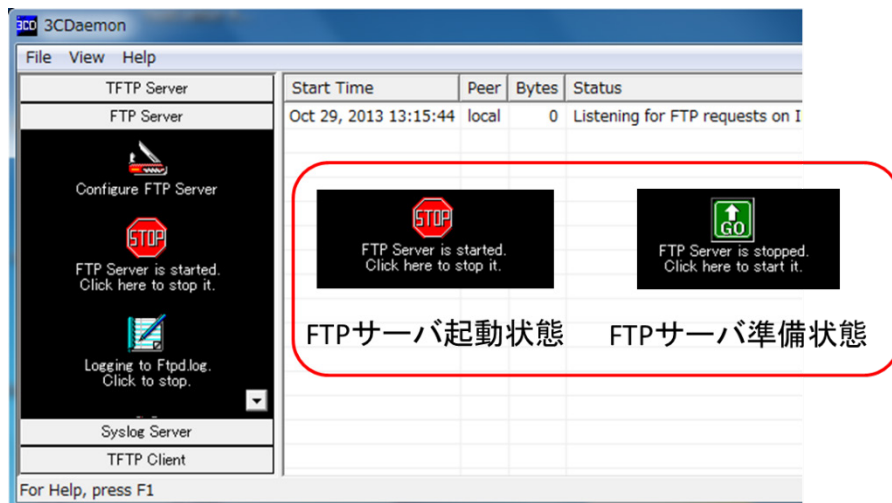 3CD 3CDaemon
File View Help
TFTP Server
FTP Server
Configure FTP Server
STOP
FTP Server is started.
Click here to stop it.
Logging to Ftpd.log.
Click to stop.
Syslog Server
TFTP Client
Start Time Peer Bytes Status
Oct 29, 2013 13:15:44 local 0 Listening for FTP requests on I
STOP
FTP Server is started.
Click here to stop it.
FTPサーバ起動状態
GO
FTP Server is stopped.
Click here to start it.
FTPサーバ準備状態
For Help, press F1